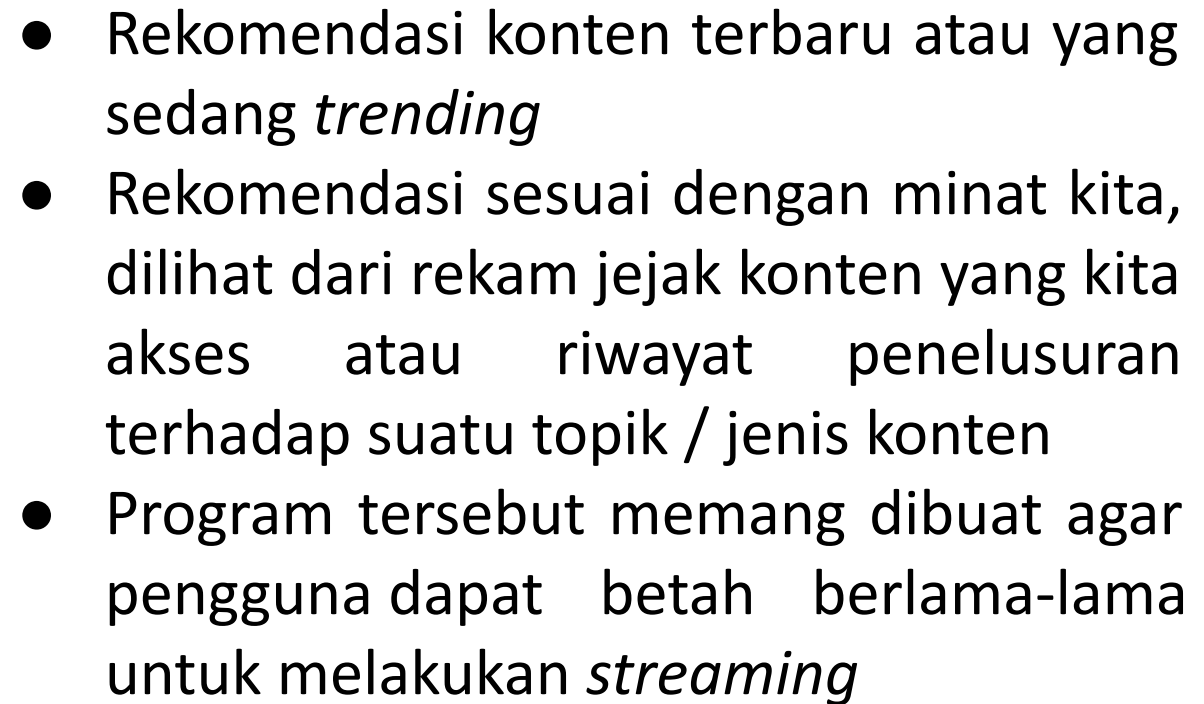 ● Rekomendasi konten terbaru atau yang
sedang trending
● Rekomendasi sesuai dengan minat kita,
dilihat dari rekam jejak konten yang kita
akses atau riwayat penelusuran
terhadap suatu topik / jenis konten
● Program tersebut memang dibuat agar
pengguna dapat betah berlama-lama
untuk melakukan streaming